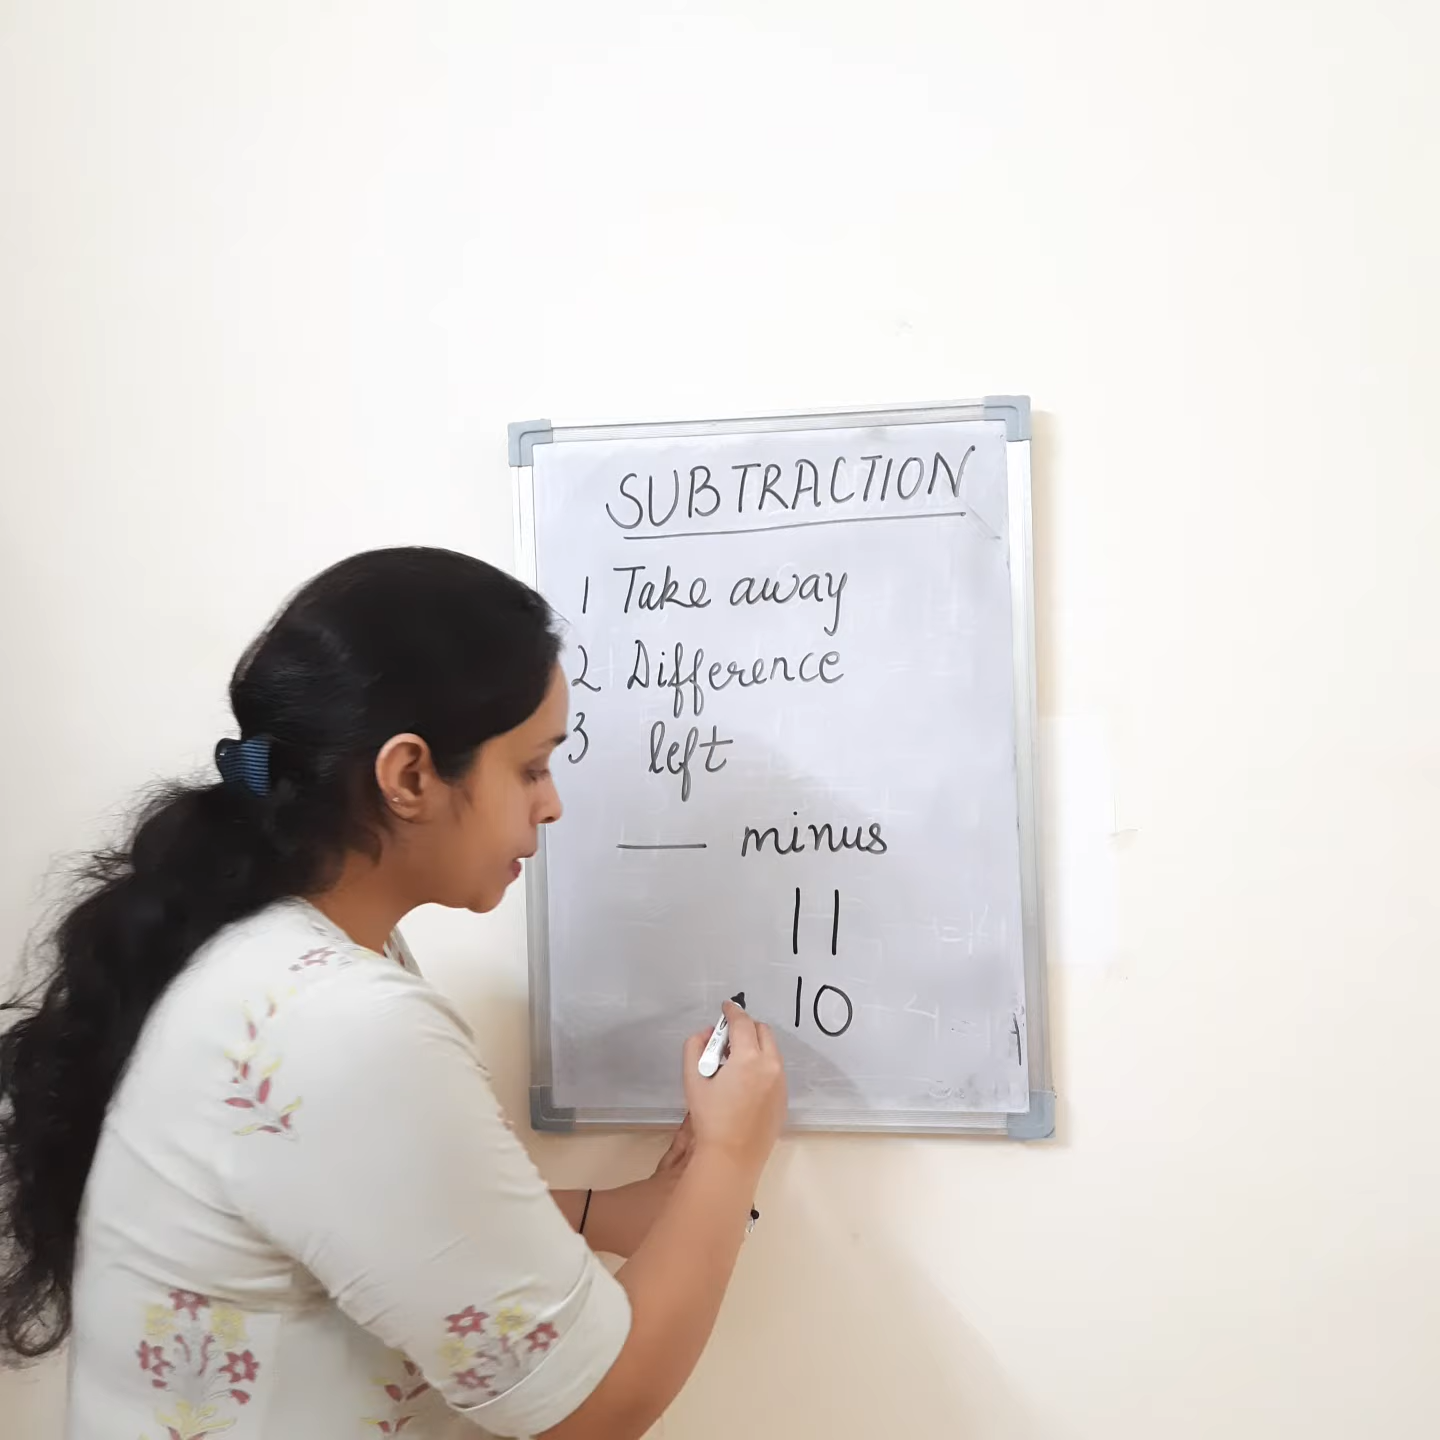 SUBTRACTION
1 Take away
2 Difference
3 left
— minus
11
10